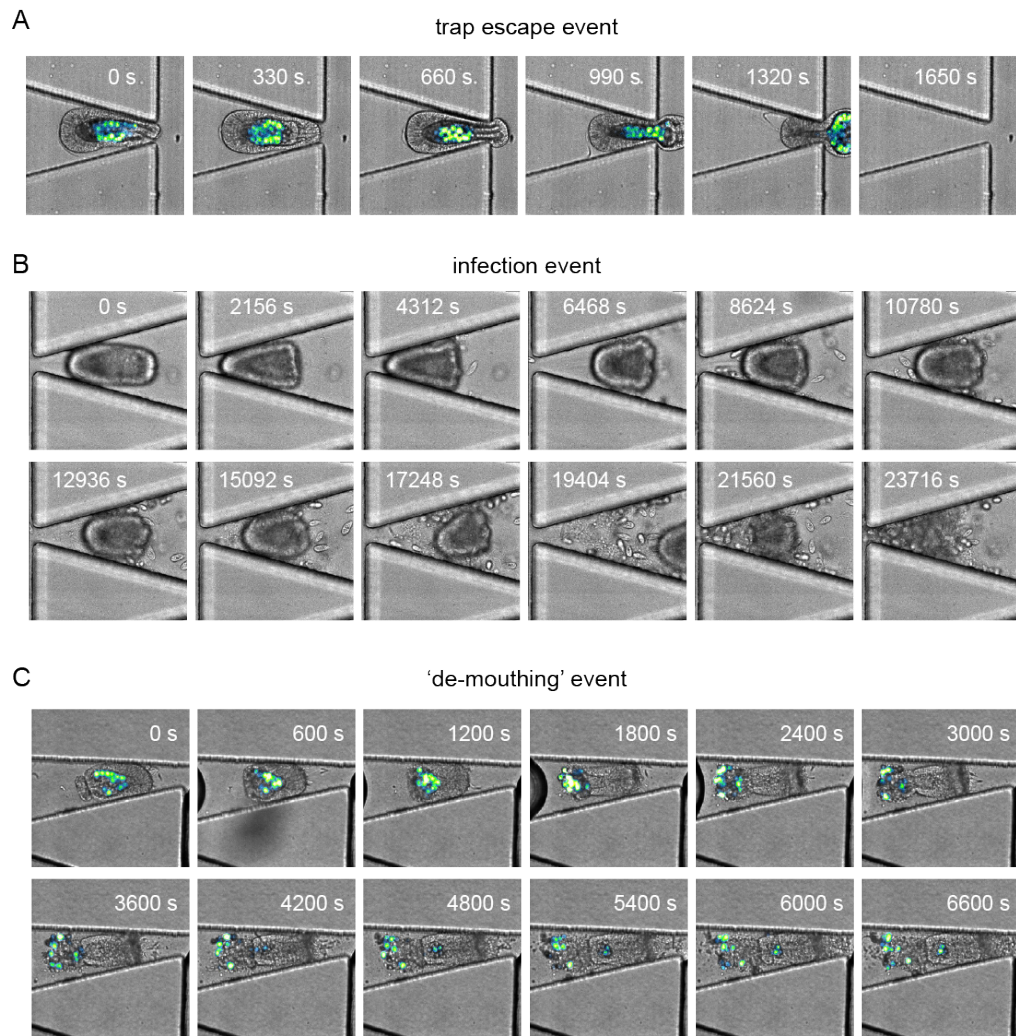 A
trap escape event
0 s 330 s 660 s 990 s 1320 s 1650 s
B
infection event
0 s 2156 s 4312 s 6468 s 8624 s 10780 s
12936 s 15092 s 17248 s 19404 s 21560 s 23716 s
C
‘de-mouthing’ event
0 s 600 s 1200 s 1800 s 2400 s 3000 s
3600 s 4200 s 4800 s 5400 s 6000 s 6600 s